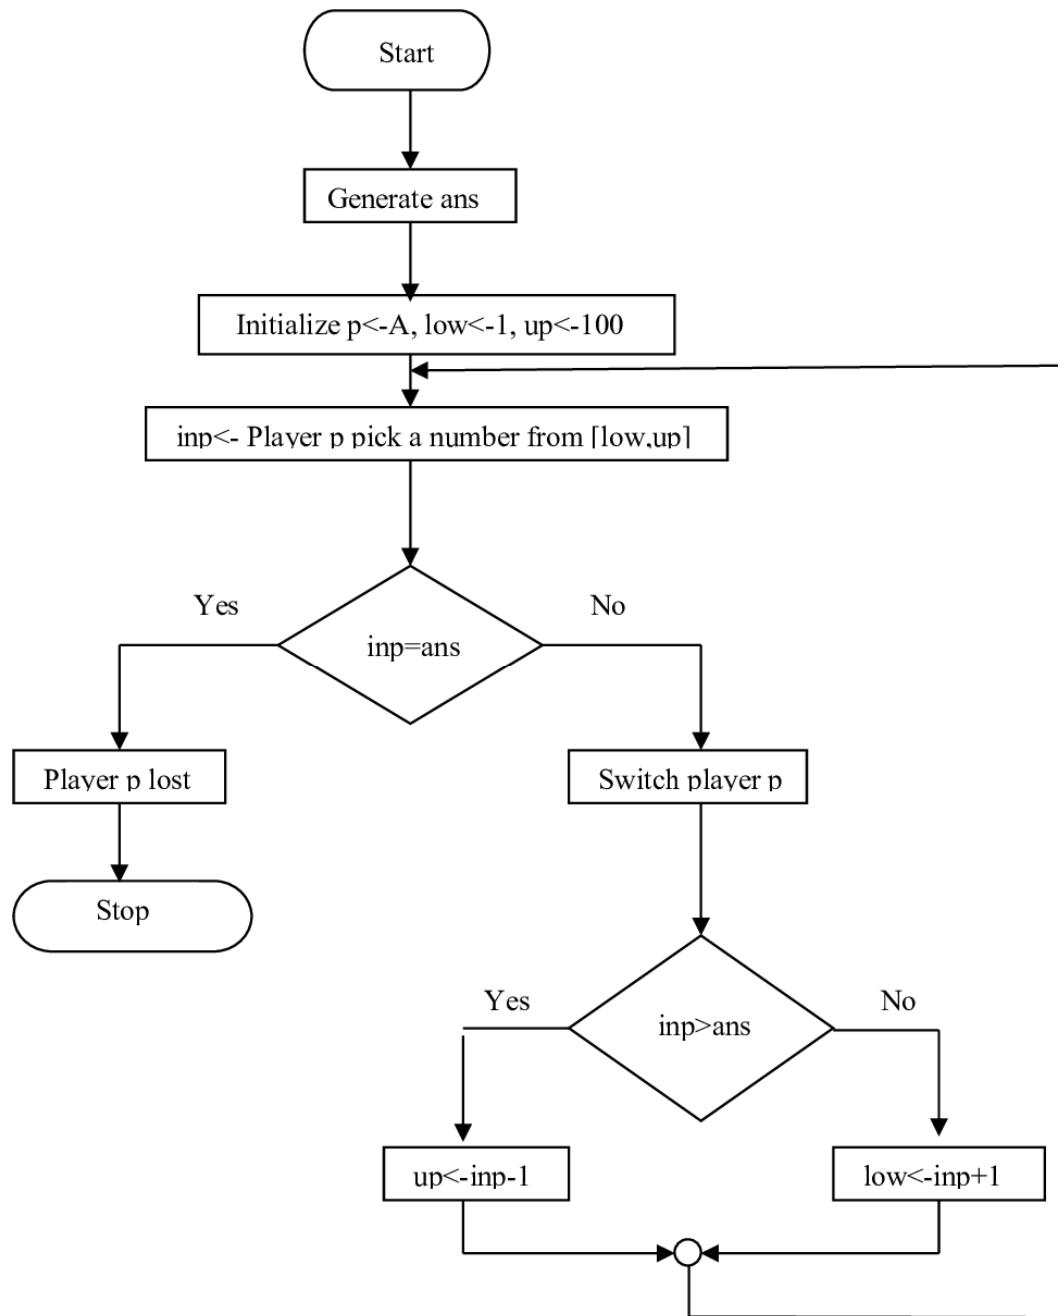 Start
Generate ans
Initialize p<-A, low<-1, up<-100
inp<- Player p pick a number from [low,up]
Yes
No
inp=ans
Player p lost
Switch player p
Stop
Yes
No
inp>ans
up<-inp-1
low<-inp+1